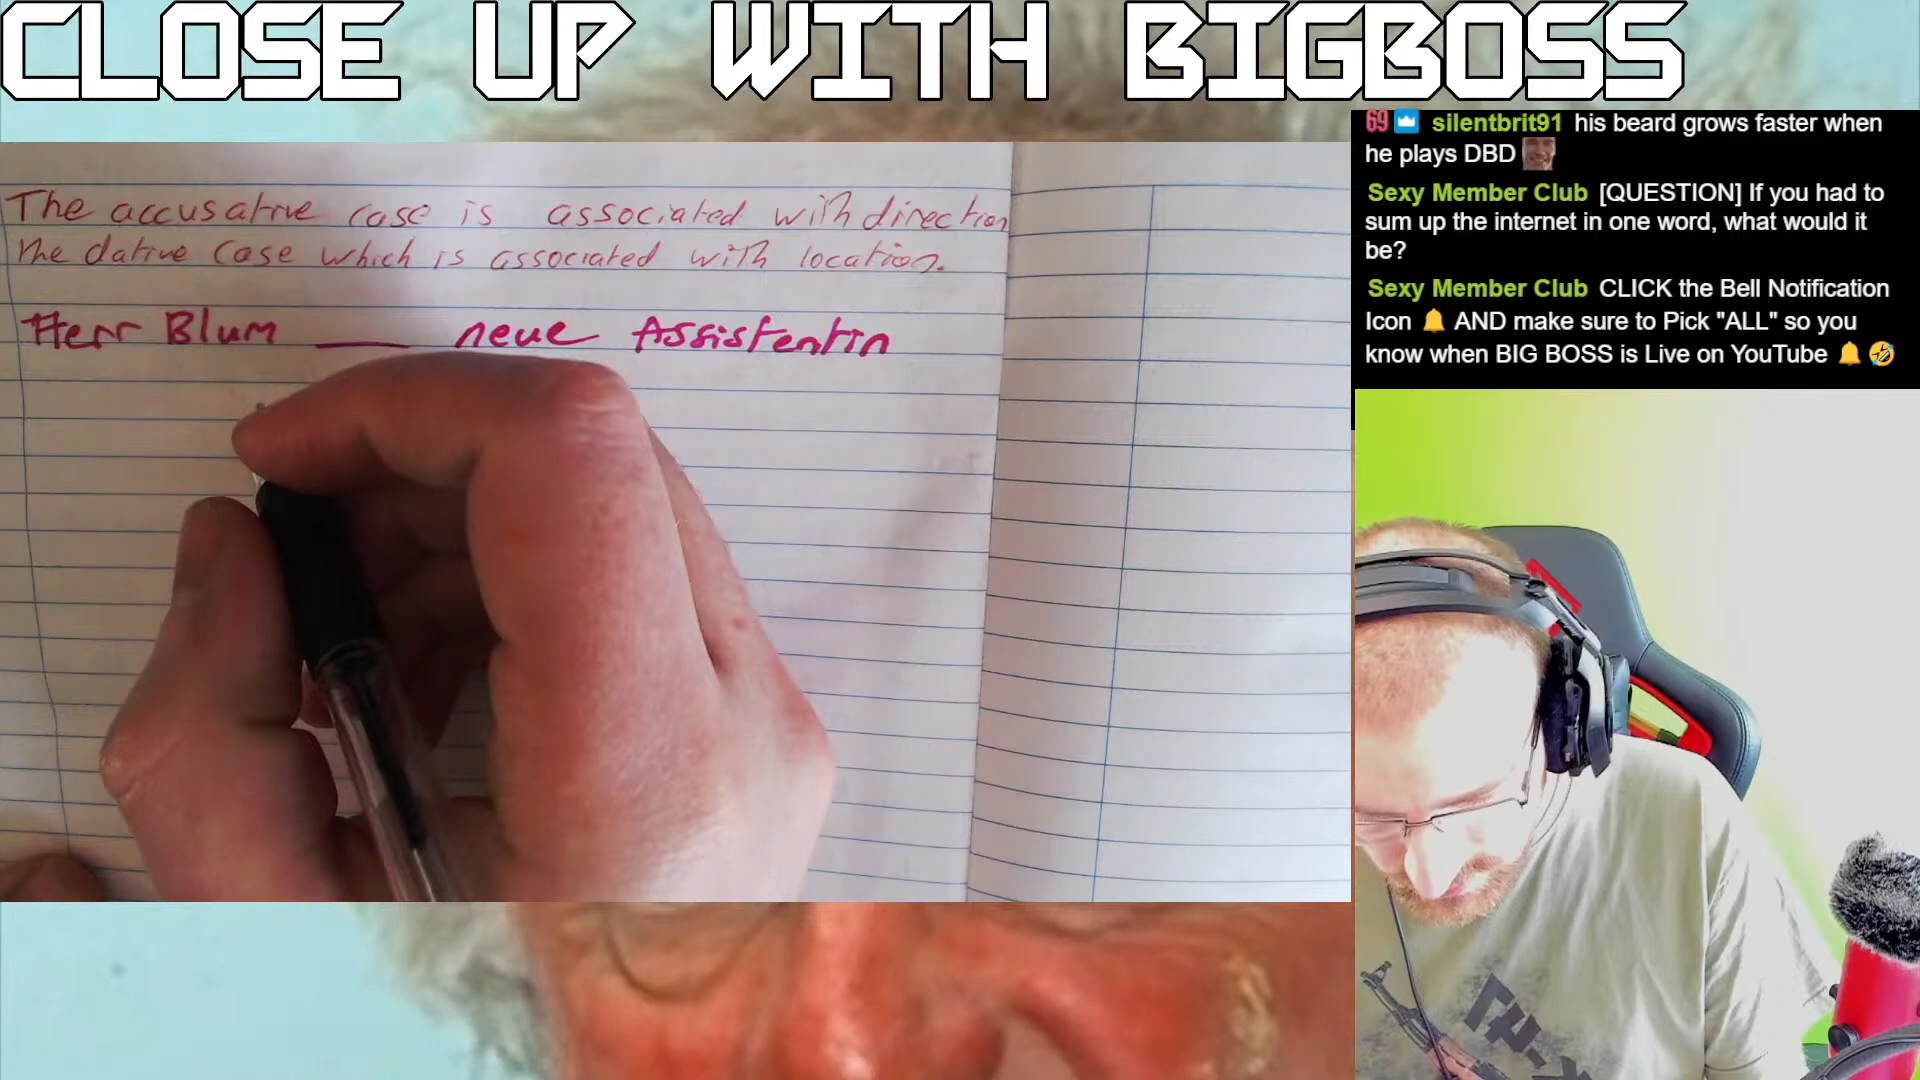 CLOSE UP WITH BIGBOSS
69 silentbrit91 his beard grows faster when
he plays DBD
Sexy Member Club [QUESTION] If you had to
sum up the internet in one word, what would it
be?
Sexy Member Club CLICK the Bell Notification
Icon 🔔 AND make sure to Pick "ALL" so you
know when BIG BOSS is Live on YouTube 🔔🤣
The accusative case is associated with direction
The dative case which is associated with location.
Herr Blum ____ neue Assistentin